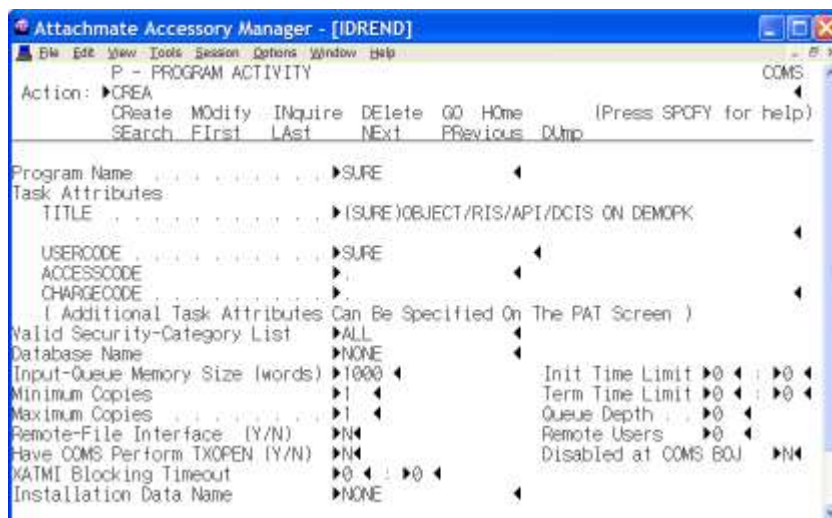 Attachmate Accessory Manager - [IDREND]
File Edit View Tools Session Options Window Help
P - PROGRAM ACTIVITY COMS
Action: ▶CREA ◀
CReate MOdify INquire DElete GO HOme (Press SPCFY for help)
SEarch FIrst LAst NExt PRevious DUmp
Program Name . . . . . . . . . . ▶SURE ◀
Task Attributes
TITLE . . . . . . . . . . . . ▶(SURE)OBJECT/RIS/API/DCIS ON DEMOPK
◀
USERCODE . . . . . . . . . . ▶SURE ◀
ACCESSCODE ▶. ◀
CHARGECODE . . . . . . . . . ▶. ◀
( Additional Task Attributes Can Be Specified On The PAT Screen )
Valid Security-Category List ▶ALL ◀
Database Name ▶NONE ◀
Input-Queue Memory Size (words) ▶1000 ◀ Init Time Limit ▶0 ◀ : ▶0 ◀
Minimum Copies ▶1 ◀ Term Time Limit ▶0 ◀ : ▶0 ◀
Maximum Copies . . . . . . . ▶1 ◀ Queue Depth . . ▶0 ◀
Remote-File Interface (Y/N) ▶N◀ Remote Users ▶0 ◀
Have COMS Perform TXOPEN (Y/N) ▶N◀ Disabled at COMS BOJ ▶N◀
XATMI Blocking Timeout ▶0 ◀ : ▶0 ◀
Installation Data Name ▶NONE ◀